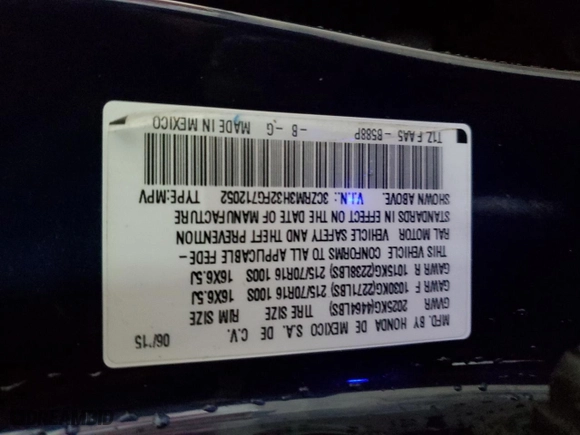 MFD. BY HONDA DE MEXICO S.A. DE C.V. 06/'15
GVWR 2025KG(4464LBS) TIRE SIZE RIM SIZE
GAWR F 1030KG(2271LBS) 215/70R16 100S 16X6.5J
GAWR R 1015KG(2238LBS) 215/70R16 100S 16X6.5J
THIS VEHICLE CONFORMS TO ALL APPLICABLE FEDE-
RAL MOTOR VEHICLE SAFETY AND THEFT PREVENTION
STANDARDS IN EFFECT ON THE DATE OF MANUFACTURE
SHOWN ABOVE. V.I.N.: 3CZRM3H32FG712052 TYPE:MPV
T1Z-F AA5 -B588P -B -G MADE IN MEXICO